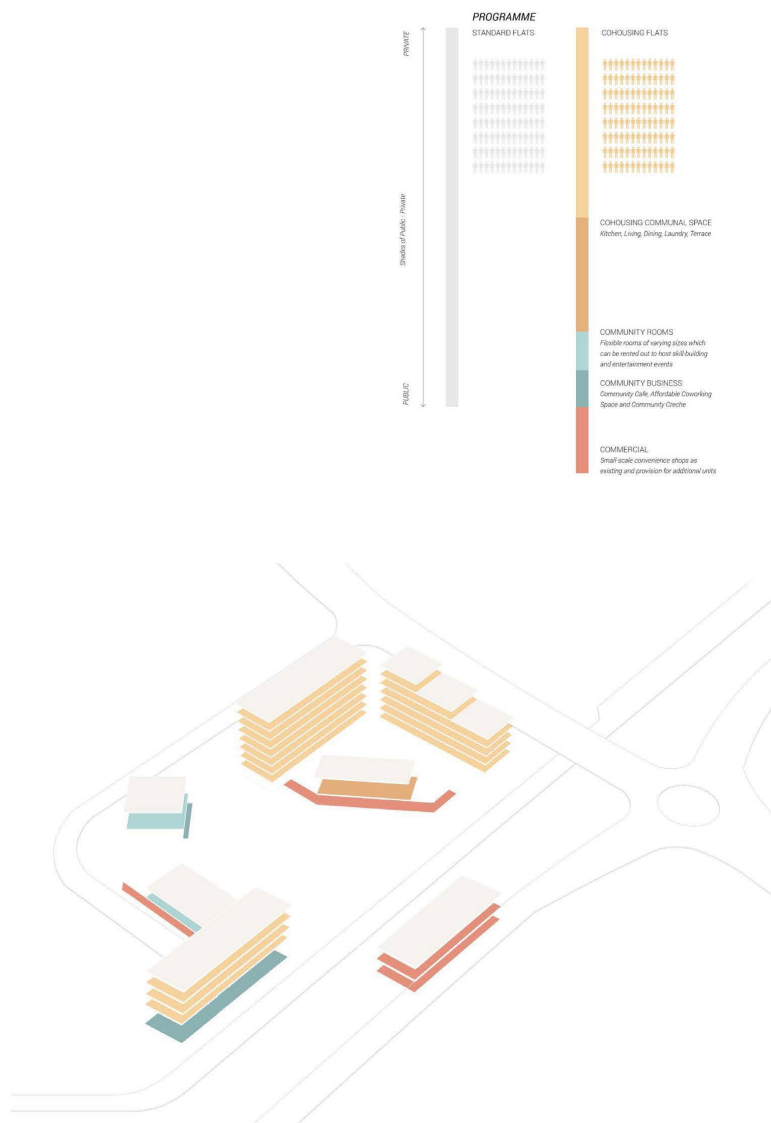 PROGRAMME
STANDARD FLATS
COHOUSING FLATS
PRIVATE
Shades of Public - Private
PUBLIC
COHOUSING COMMUNAL SPACE
Kitchen, Living, Dining, Laundry, Terrace
COMMUNITY ROOMS
Flexible rooms of varying sizes which
can be rented out to host skill-building
and entertainment events
COMMUNITY BUSINESS
Community Cafe, Affordable Coworking
Space and Community Creche
COMMERCIAL
Small-scale convenience shops as
existing and provision for additional units